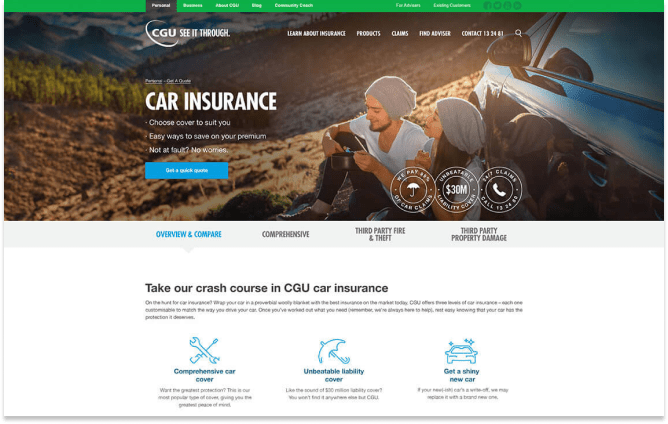 Personal Business About CGU Blog Community Coach For Advisers Existing Customers
CGU SEE IT THROUGH. LEARN ABOUT INSURANCE PRODUCTS CLAIMS FIND ADVISER CONTACT 13 24 81
Personal – Get A Quote
CAR INSURANCE
- Choose cover to suit you
- Easy ways to save on your premium
- Not at fault? No worries.
Get a quick quote
WE PAY OF CAR CLAIMS
UNBEATABLE $30M LIABILITY COVER
24/7 CLAIMS CALL 13 24 80
OVERVIEW & COMPARE COMPREHENSIVE THIRD PARTY FIRE THIRD PARTY
& THEFT PROPERTY DAMAGE
Take our crash course in CGU car insurance
On the hunt for car insurance? Wrap your car in a proverbial woolly blanket with the best insurance on the market today. CGU offers three levels of car insurance – each one
customisable to match the way you drive your car. Once you've worked out what you need (remember, we're always here to help), rest easy knowing that your car has the
protection it deserves.
Comprehensive car
cover
Want the greatest protection? This is our
most popular type of cover, giving you the
greatest peace of mind.
Unbeatable liability
cover
Like the sound of $30 million liability cover?
You won't find it anywhere else but CGU.
Get a shiny
new car
If your new(-ish) car's a write-off, we may
replace it with a brand new one.